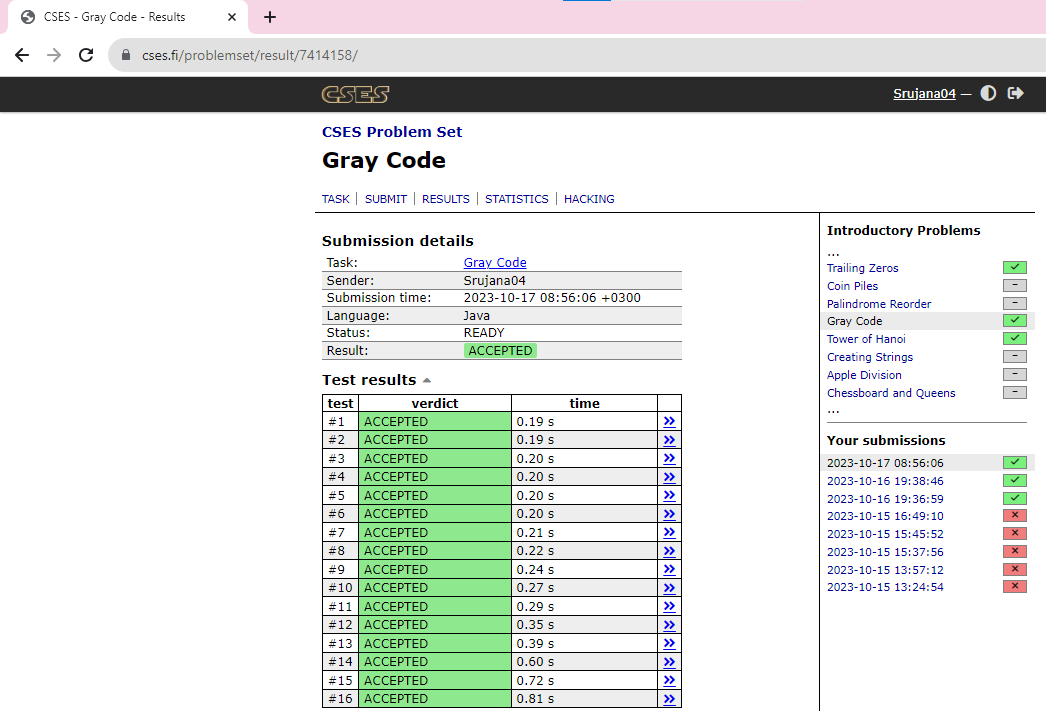 CSES - Gray Code - Results
cses.fi/problemset/result/7414158/
CSES
Srujana04 —
CSES Problem Set
Gray Code
TASK | SUBMIT | RESULTS | STATISTICS | HACKING
Submission details
Task: Gray Code
Sender: Srujana04
Submission time: 2023-10-17 08:56:06 +0300
Language: Java
Status: READY
Result: ACCEPTED
Test results
test verdict time
#1 ACCEPTED 0.19 s »
#2 ACCEPTED 0.19 s »
#3 ACCEPTED 0.20 s »
#4 ACCEPTED 0.20 s »
#5 ACCEPTED 0.20 s »
#6 ACCEPTED 0.20 s »
#7 ACCEPTED 0.21 s »
#8 ACCEPTED 0.22 s »
#9 ACCEPTED 0.24 s »
#10 ACCEPTED 0.27 s »
#11 ACCEPTED 0.29 s »
#12 ACCEPTED 0.35 s »
#13 ACCEPTED 0.39 s »
#14 ACCEPTED 0.60 s »
#15 ACCEPTED 0.72 s »
#16 ACCEPTED 0.81 s »
Introductory Problems
...
Trailing Zeros
Coin Piles –
Palindrome Reorder –
Gray Code
Tower of Hanoi
Creating Strings –
Apple Division –
Chessboard and Queens –
...
Your submissions
2023-10-17 08:56:06
2023-10-16 19:38:46
2023-10-16 19:36:59
2023-10-15 16:49:10
2023-10-15 15:45:52
2023-10-15 15:37:56
2023-10-15 13:57:12
2023-10-15 13:24:54